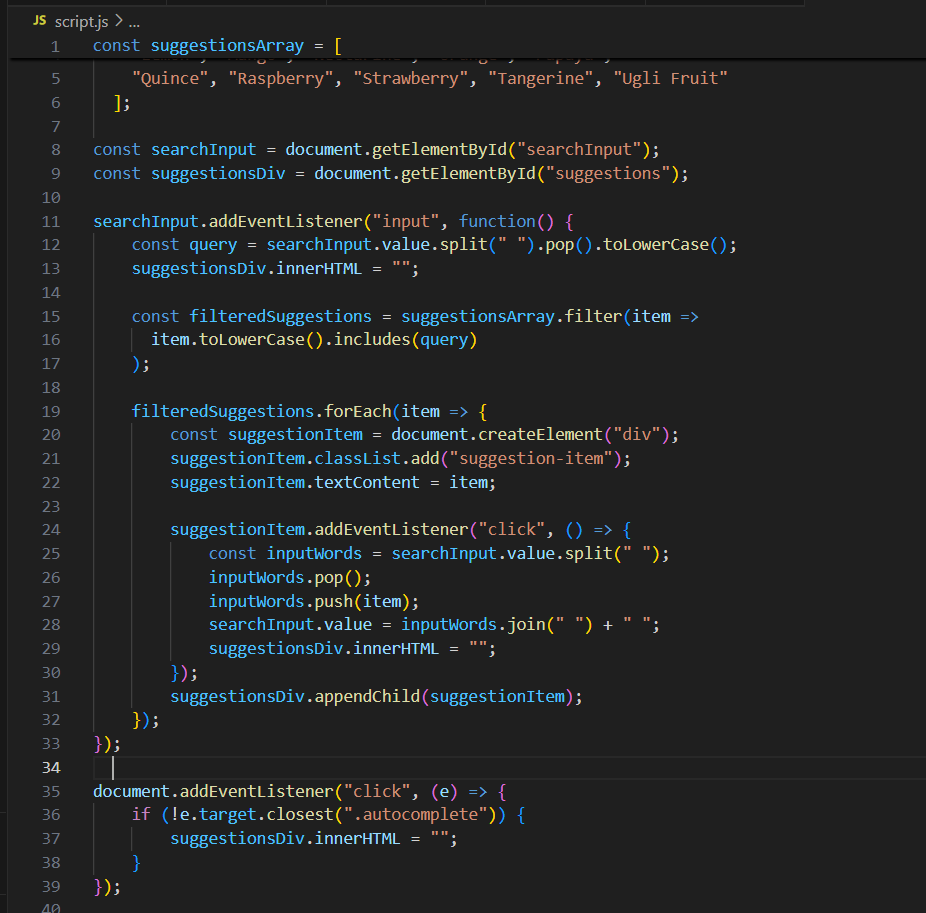 JS script.js > ...
1 const suggestionsArray = [
5 "Quince", "Raspberry", "Strawberry", "Tangerine", "Ugli Fruit"
6 ];
7
8 const searchInput = document.getElementById("searchInput");
9 const suggestionsDiv = document.getElementById("suggestions");
10
11 searchInput.addEventListener("input", function() {
12 const query = searchInput.value.split(" ").pop().toLowerCase();
13 suggestionsDiv.innerHTML = "";
14
15 const filteredSuggestions = suggestionsArray.filter(item =>
16 item.toLowerCase().includes(query)
17 );
18
19 filteredSuggestions.forEach(item => {
20 const suggestionItem = document.createElement("div");
21 suggestionItem.classList.add("suggestion-item");
22 suggestionItem.textContent = item;
23
24 suggestionItem.addEventListener("click", () => {
25 const inputWords = searchInput.value.split(" ");
26 inputWords.pop();
27 inputWords.push(item);
28 searchInput.value = inputWords.join(" ") + " ";
29 suggestionsDiv.innerHTML = "";
30 });
31 suggestionsDiv.appendChild(suggestionItem);
32 });
33 });
34
35 document.addEventListener("click", (e) => {
36 if (!e.target.closest(".autocomplete")) {
37 suggestionsDiv.innerHTML = "";
38 }
39 });
40